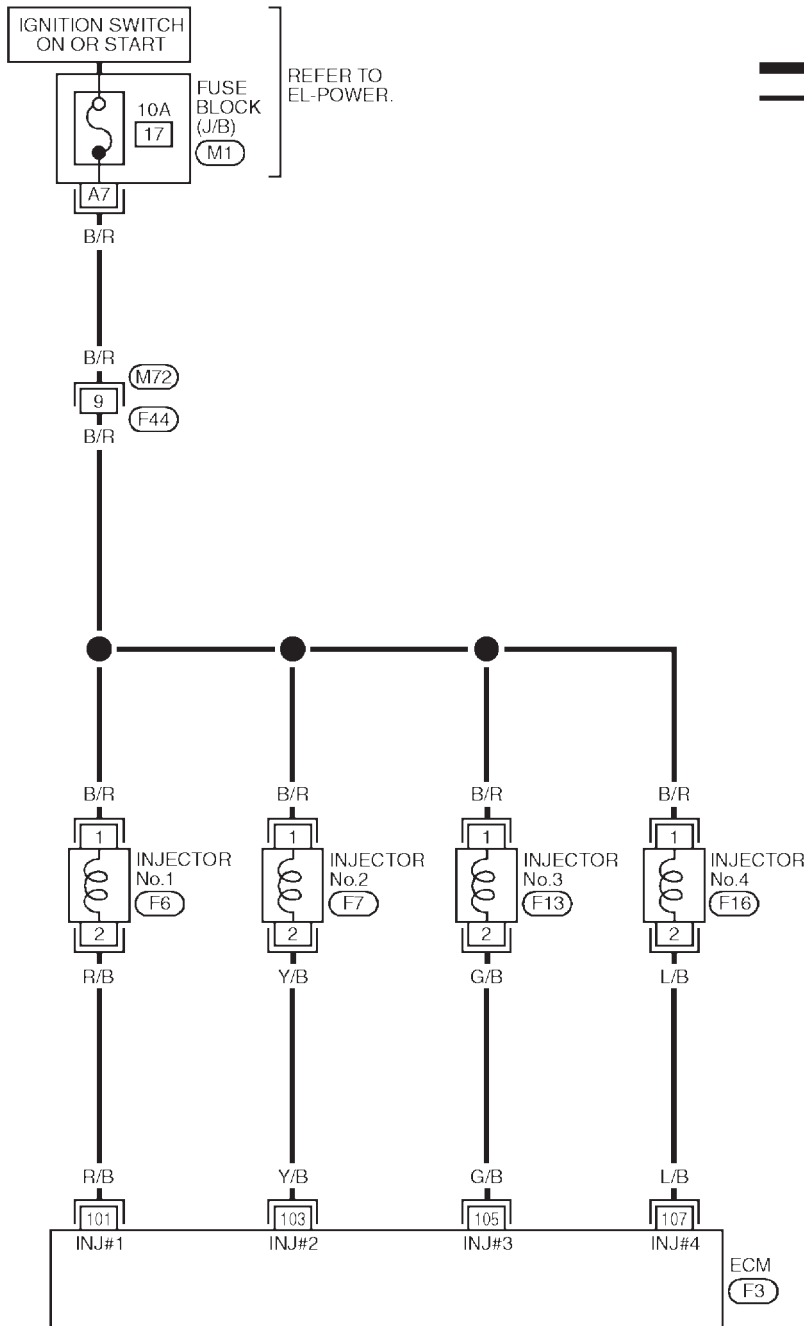 IGNITION SWITCH
ON OR START
FUSE
BLOCK
(J/B)
M1
10A
17
REFER TO
EL-POWER.
A7
B/R
B/R
M72
9
F44
B/R
B/R B/R B/R B/R
1 1 1 1
INJECTOR
No.1
F6
INJECTOR
No.2
F7
INJECTOR
No.3
F13
INJECTOR
No.4
F16
2 2 2 2
R/B Y/B G/B L/B
R/B Y/B G/B L/B
101 103 105 107
INJ#1 INJ#2 INJ#3 INJ#4
ECM
F3